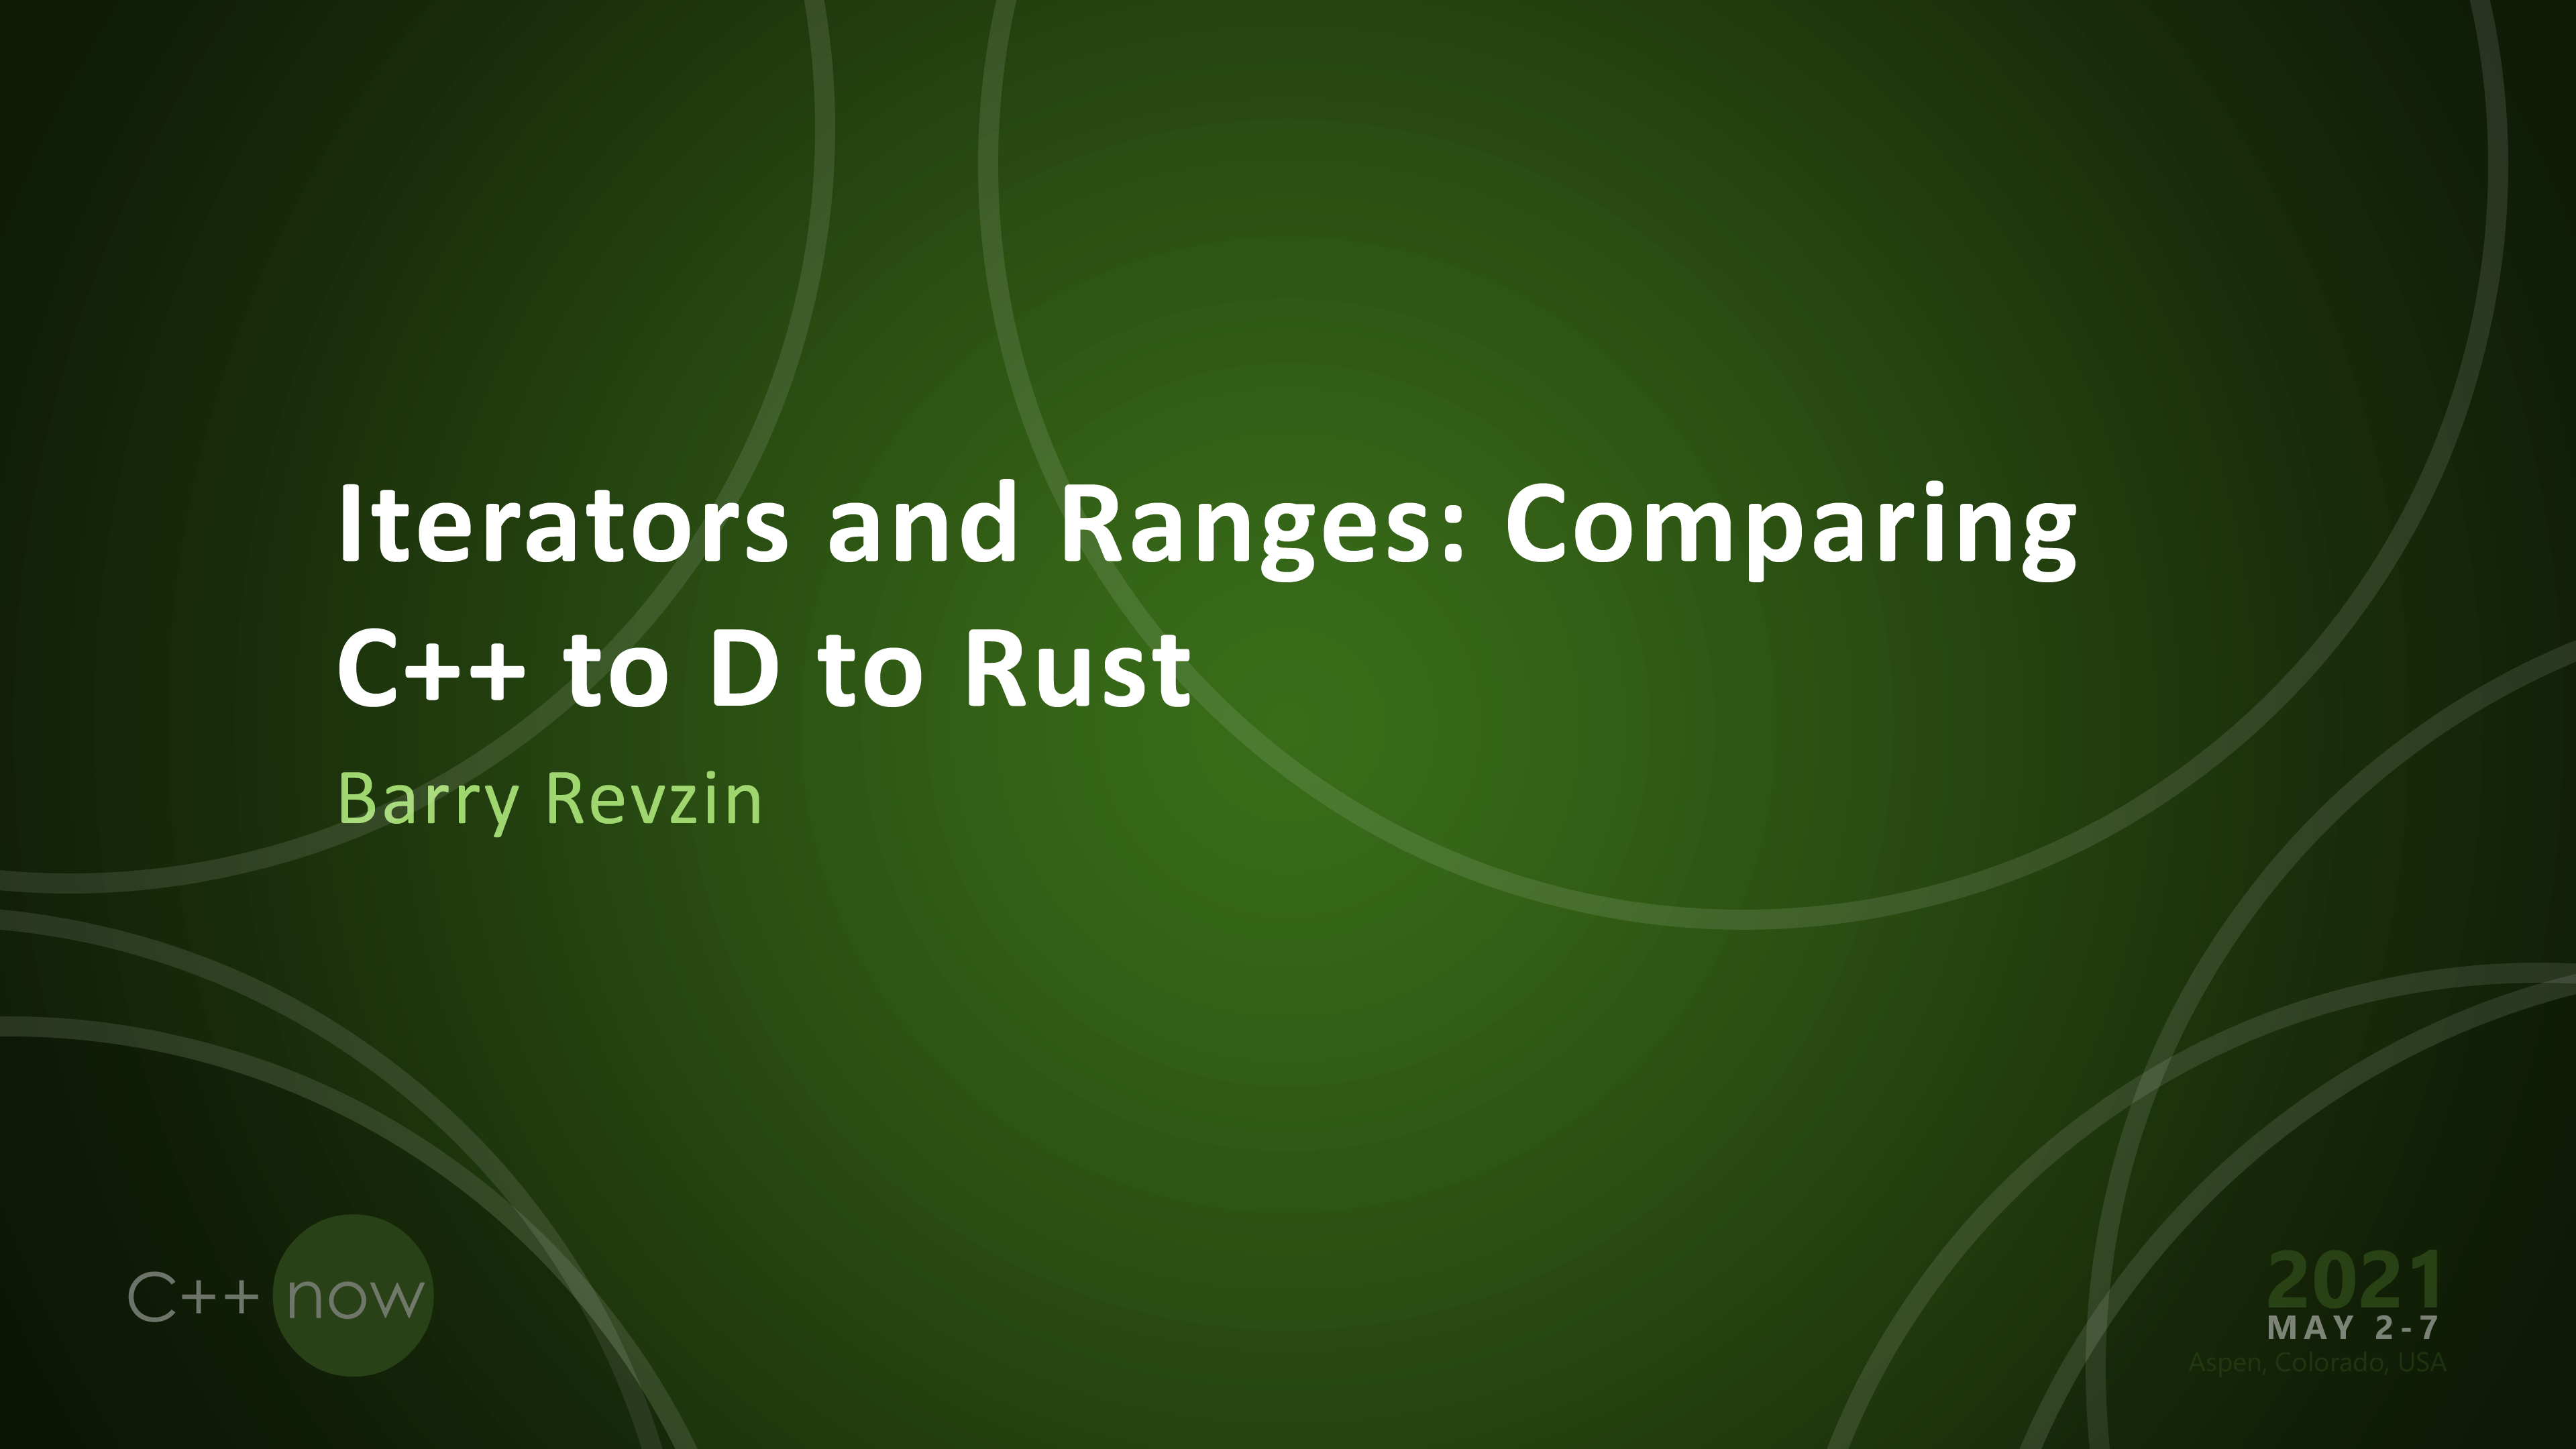 Iterators and Ranges: Comparing
C++ to D to Rust
Barry Revzin
C++ now
2021
MAY 2-7
Aspen, Colorado, USA